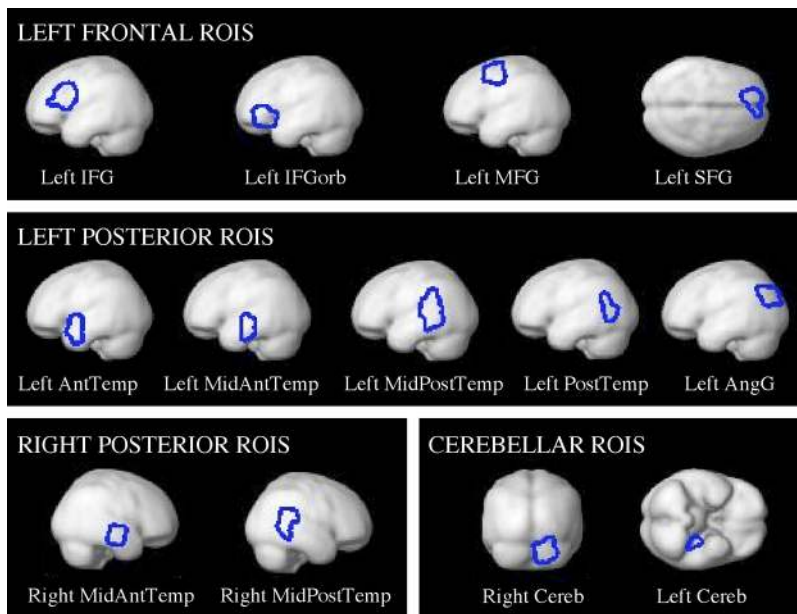 LEFT FRONTAL ROIS
Left IFG
Left IFGorb
Left MFG
Left SFG
LEFT POSTERIOR ROIS
Left AntTemp
Left MidAntTemp
Left MidPostTemp
Left PostTemp
Left AngG
RIGHT POSTERIOR ROIS
Right MidAntTemp
Right MidPostTemp
CEREBELLAR ROIS
Right Cereb
Left Cereb